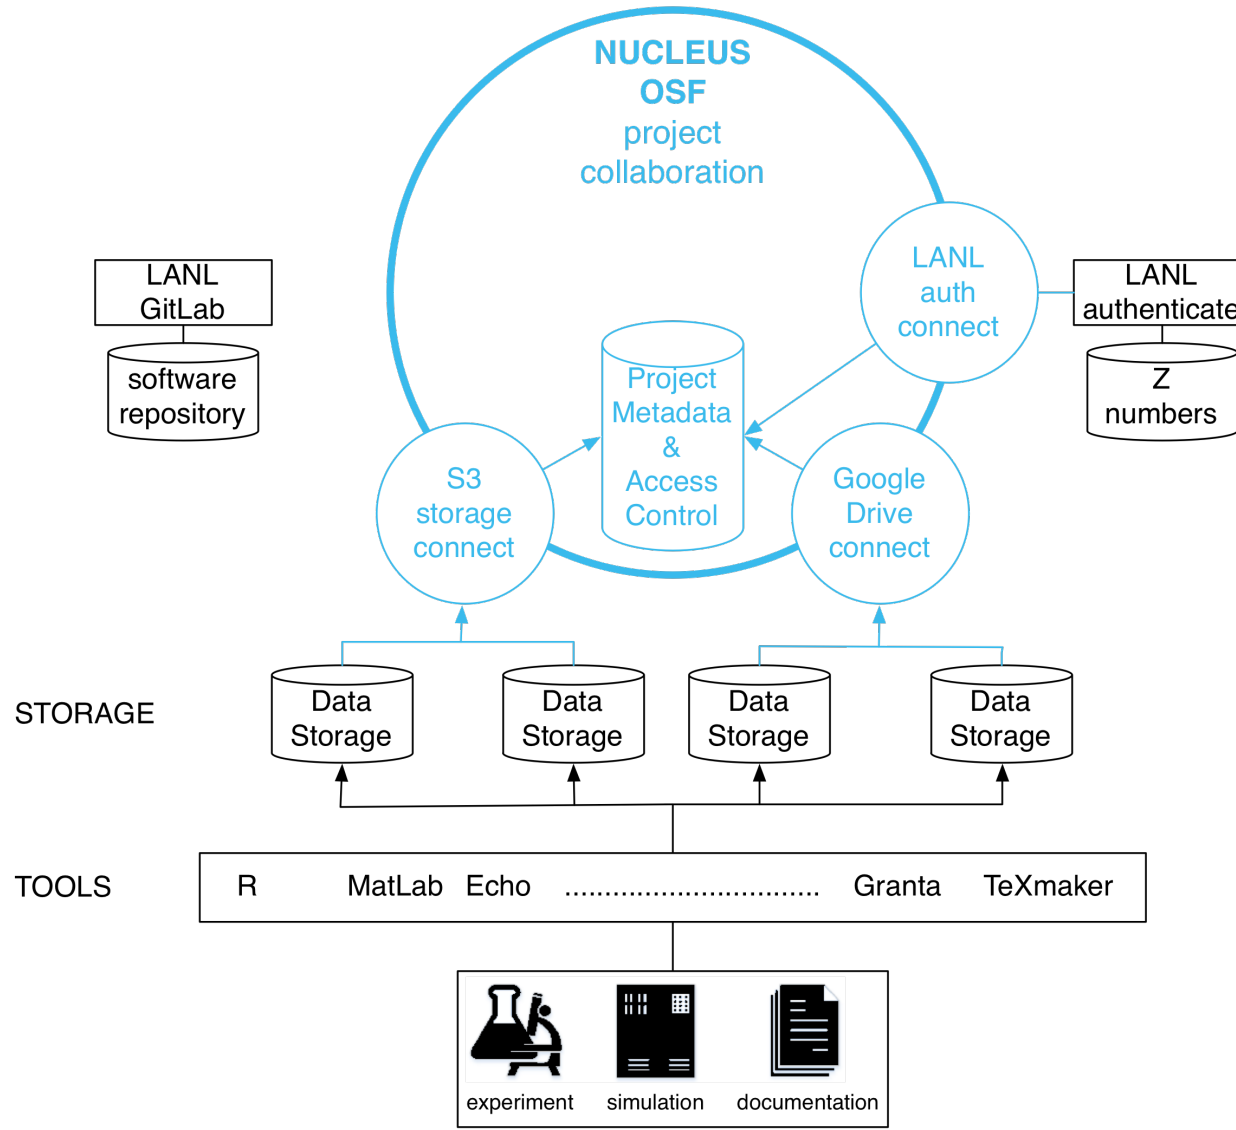 NUCLEUS
OSF
project
collaboration
LANL
GitLab
software
repository
LANL
auth
connect
LANL
authenticate
Z
numbers
Project
Metadata
&
Access
Control
S3
storage
connect
Google
Drive
connect
STORAGE
Data
Storage
Data
Storage
Data
Storage
Data
Storage
TOOLS
R MatLab Echo ................................ Granta TeXmaker
experiment simulation documentation